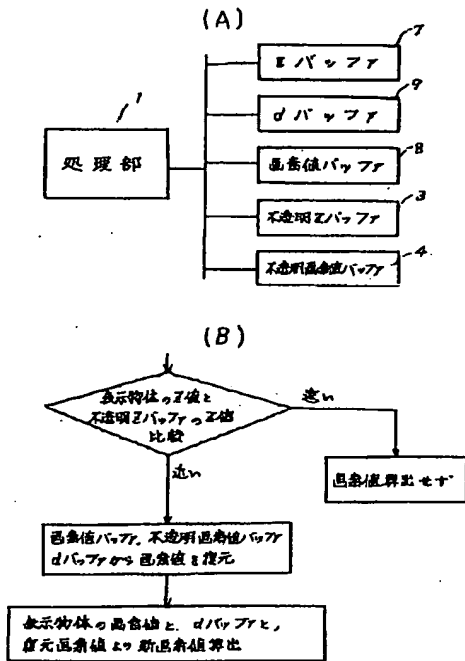 (A)
7
Zバッファ
9
dバッファ
1
処理部
8
画素値バッファ
3
不透明Zバッファ
4
不透明画素値バッファ
(B)
表示物体のZ値と
不透明ZバッファのZ値
比較
遠い
近い
画素値算出せず
画素値バッファ、不透明画素値バッファ
dバッファから画素値を復元
表示物体の画素値と、dバッファと、
復元画素値より新画素値算出